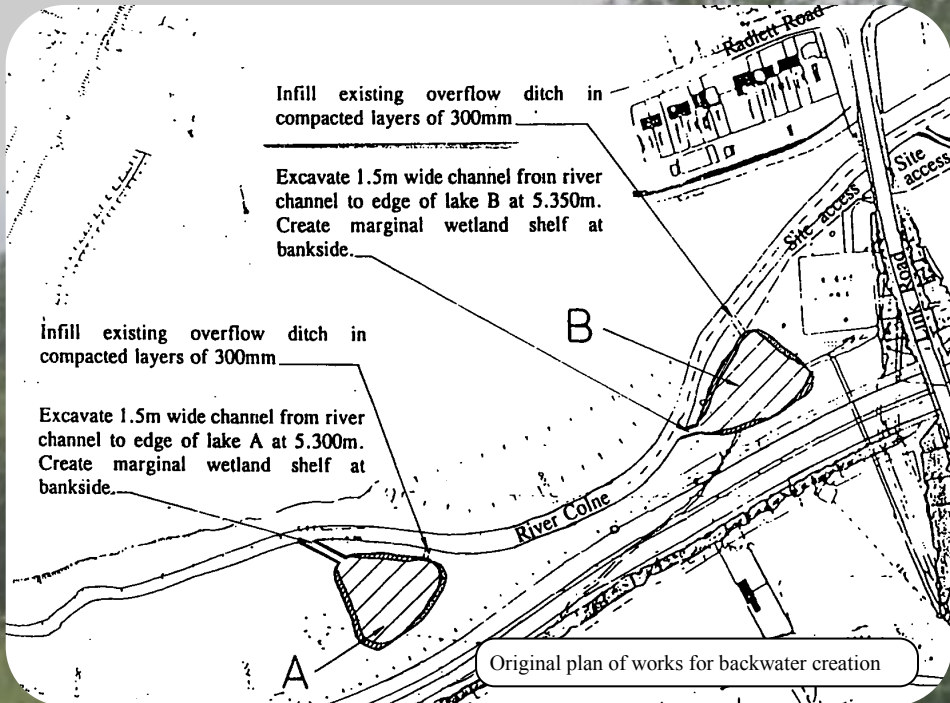 Radlett Road
Infill existing overflow ditch in
compacted layers of 300mm
Excavate 1.5m wide channel from river
channel to edge of lake B at 5.350m.
Create marginal wetland shelf at
bankside.
Site
access
Site access
Link Road
B
Infill existing overflow ditch in
compacted layers of 300mm
Excavate 1.5m wide channel from river
channel to edge of lake A at 5.300m.
Create marginal wetland shelf at
bankside.
River Colne
A
Original plan of works for backwater creation